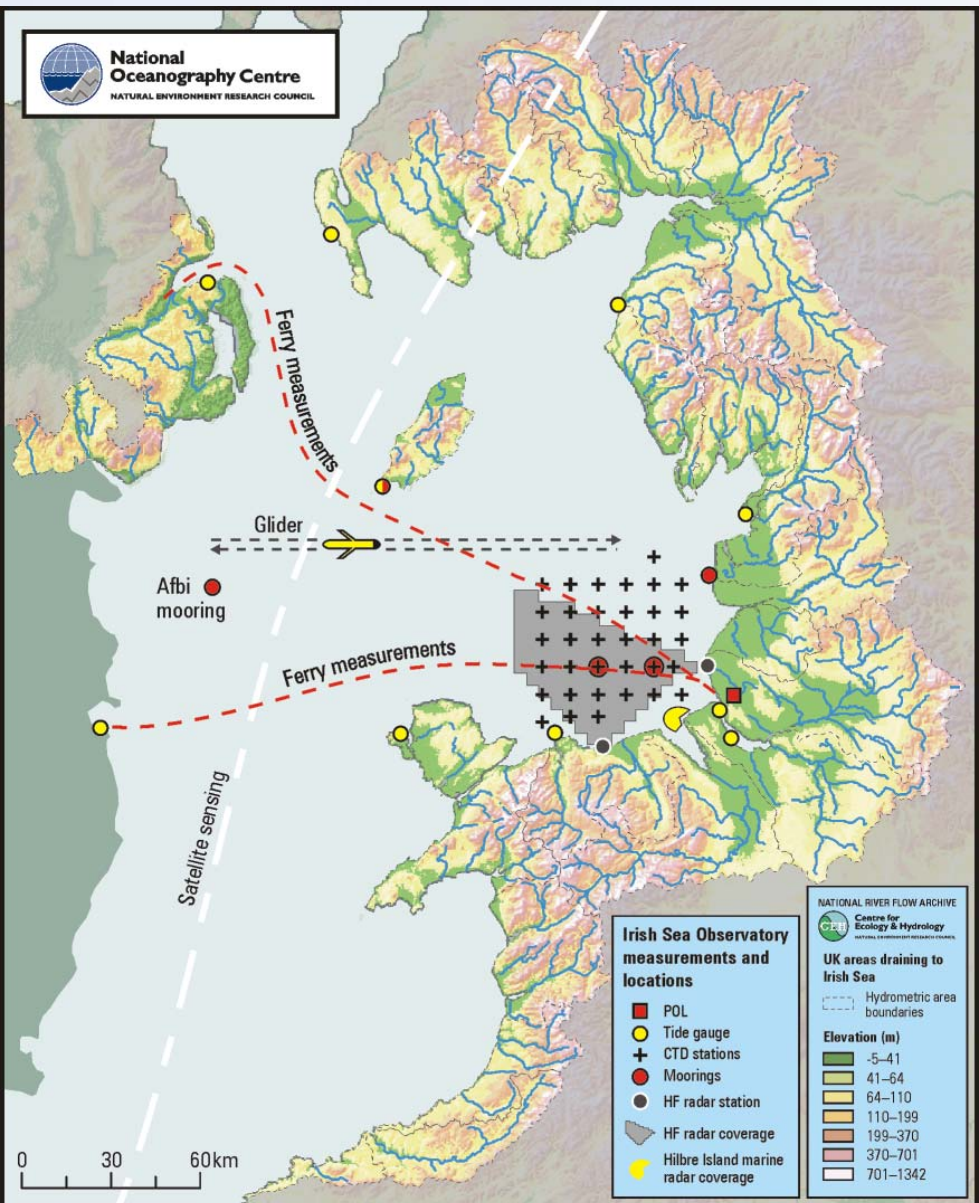 National
Oceanography Centre
NATURAL ENVIRONMENT RESEARCH COUNCIL
Ferry measurements
Glider
Afbi
mooring
Ferry measurements
Satellite sensing
0 30 60km
Irish Sea Observatory
measurements and
locations
POL
Tide gauge
CTD stations
Moorings
HF radar station
HF radar coverage
Hilbre Island marine
radar coverage
NATIONAL RIVER FLOW ARCHIVE
CEH
Centre for
Ecology & Hydrology
NATURAL ENVIRONMENT RESEARCH COUNCIL
UK areas draining to
Irish Sea
Hydrometric area
boundaries
Elevation (m)
-5–41
41–64
64–110
110–199
199–370
370–701
701–1342